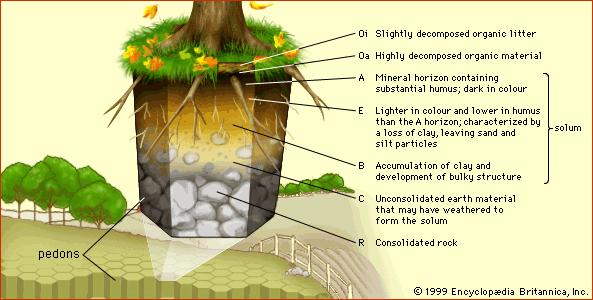 Oi Slightly decomposed organic litter
Oa Highly decomposed organic material
A Mineral horizon containing
substantial humus; dark in colour
E Lighter in colour and lower in humus
than the A horizon; characterized by
a loss of clay, leaving sand and
silt particles
solum
B Accumulation of clay and
development of bulky structure
C Unconsolidated earth material
that may have weathered to
form the solum
R Consolidated rock
pedons
© 1999 Encyclopædia Britannica, Inc.